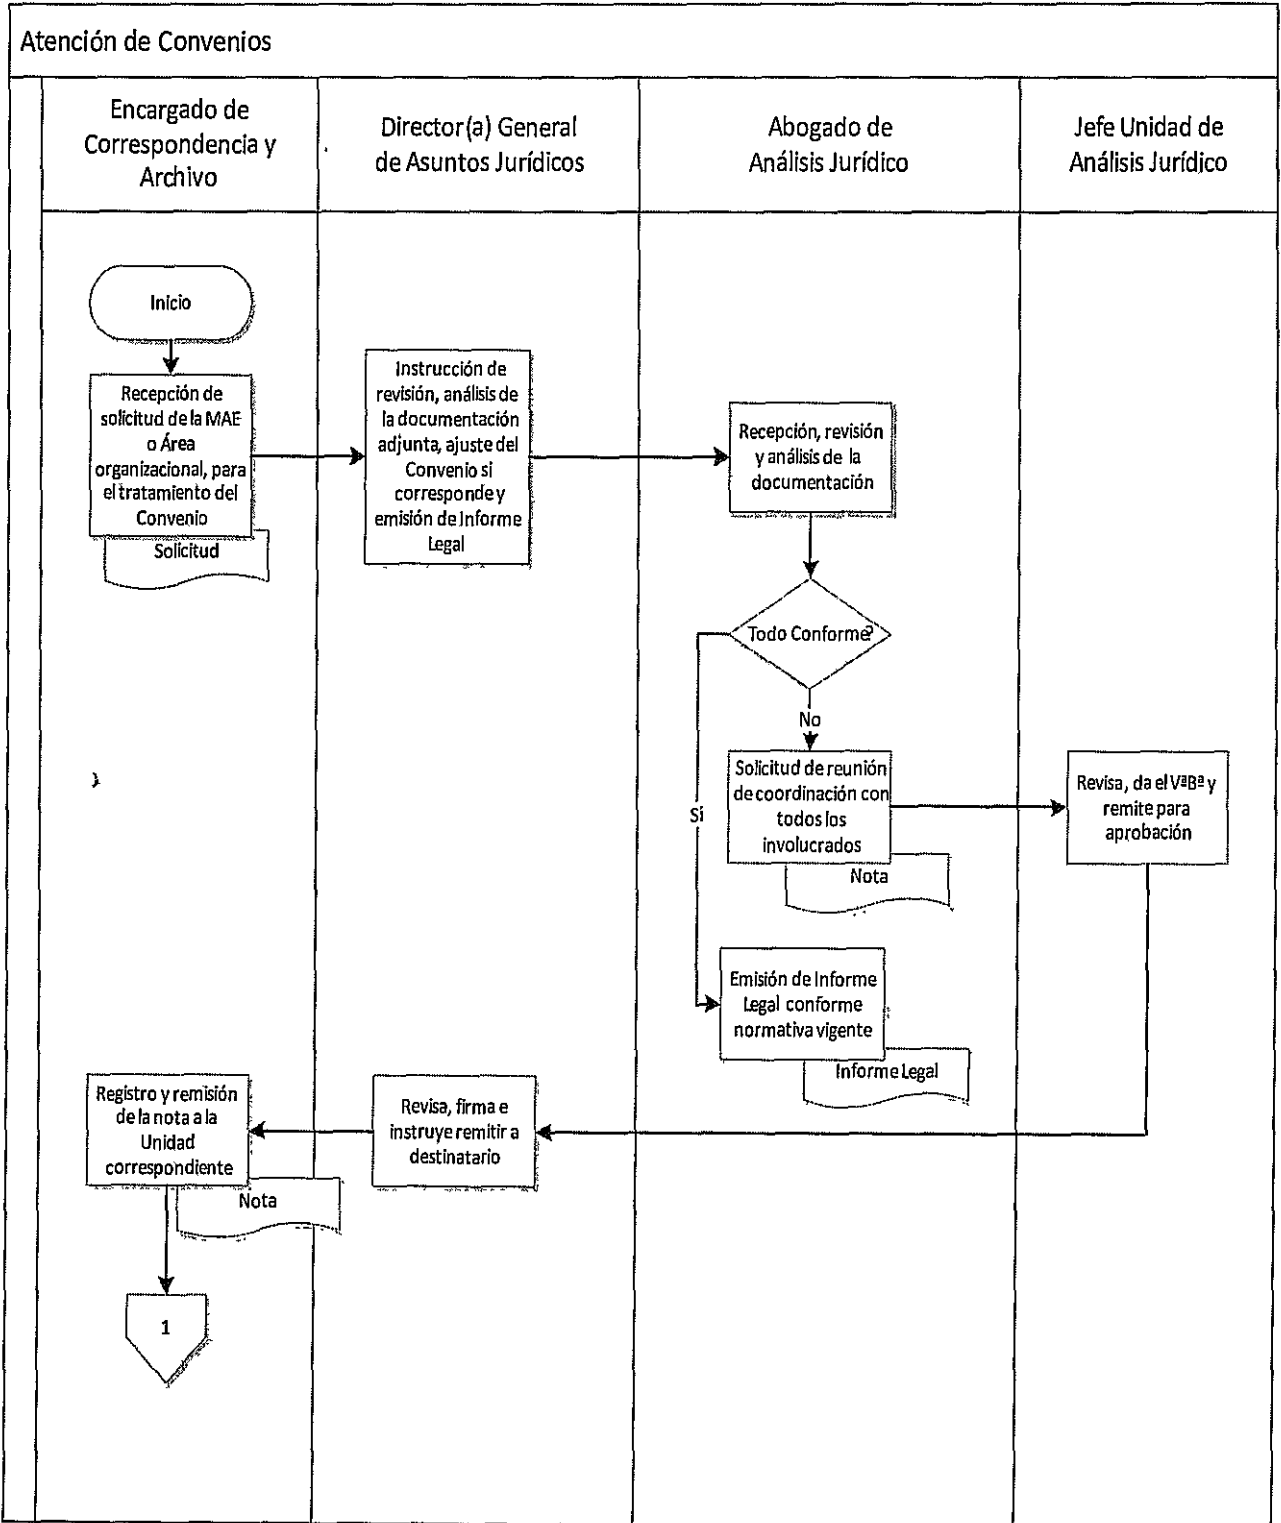 Atención de Convenios
Encargado de
Correspondencia y
Archivo
Director(a) General
de Asuntos Jurídicos
Abogado de
Análisis Jurídico
Jefe Unidad de
Análisis Jurídico
Inicio
Recepción de
solicitud de la MAE
o Área
organizacional, para
el tratamiento del
Convenio
Solicitud
Instrucción de
revisión, análisis de
la documentación
adjunta, ajuste del
Convenio si
corresponde y
emisión de Informe
Legal
Recepción, revisión
y análisis de la
documentación
Todo Conforme?
No
Sí
Solicitud de reunión
de coordinación con
todos los
involucrados
Nota
Revisa, da el VªBª y
remite para
aprobación
Emisión de Informe
Legal conforme
normativa vigente
Informe Legal
Revisa, firma e
instruye remitir a
destinatario
Registro y remisión
de la nota a la
Unidad
correspondiente
Nota
1